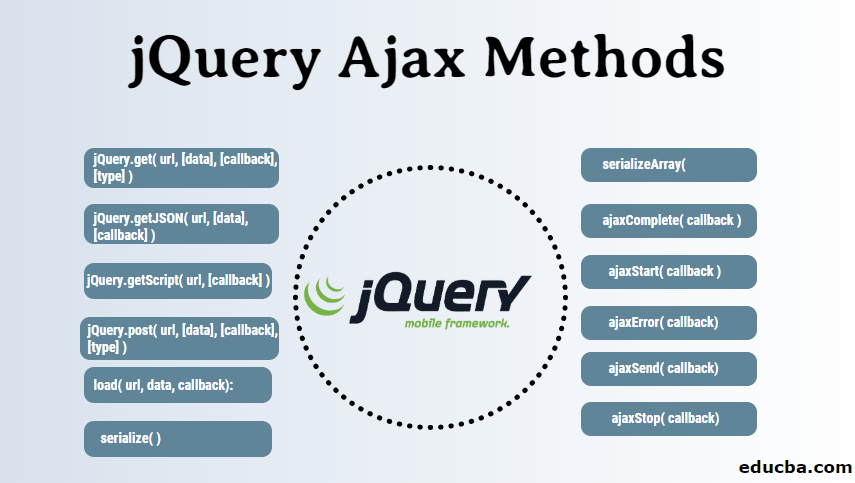 jQuery Ajax Methods
jQuery.get( url, [data], [callback],
[type] )
jQuery.getJSON( url, [data],
[callback] )
jQuery.getScript( url, [callback] )
jQuery.post( url, [data], [callback],
[type] )
load( url, data, callback):
serialize( )
jQuery
mobile framework.
serializeArray(
ajaxComplete( callback )
ajaxStart( callback )
ajaxError( callback)
ajaxSend( callback)
ajaxStop( callback)
educba.com